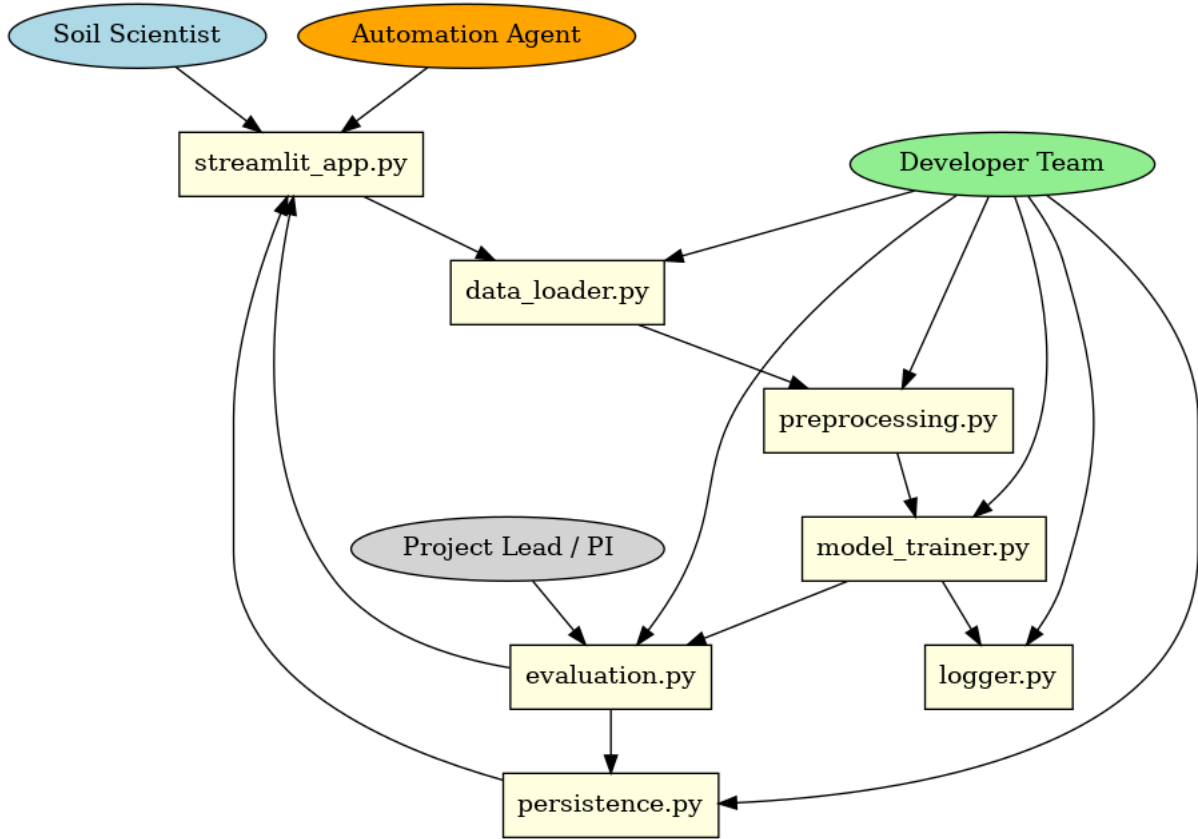 Soil Scientist
Automation Agent
streamlit_app.py
Developer Team
data_loader.py
preprocessing.py
Project Lead / PI
model_trainer.py
evaluation.py
logger.py
persistence.py